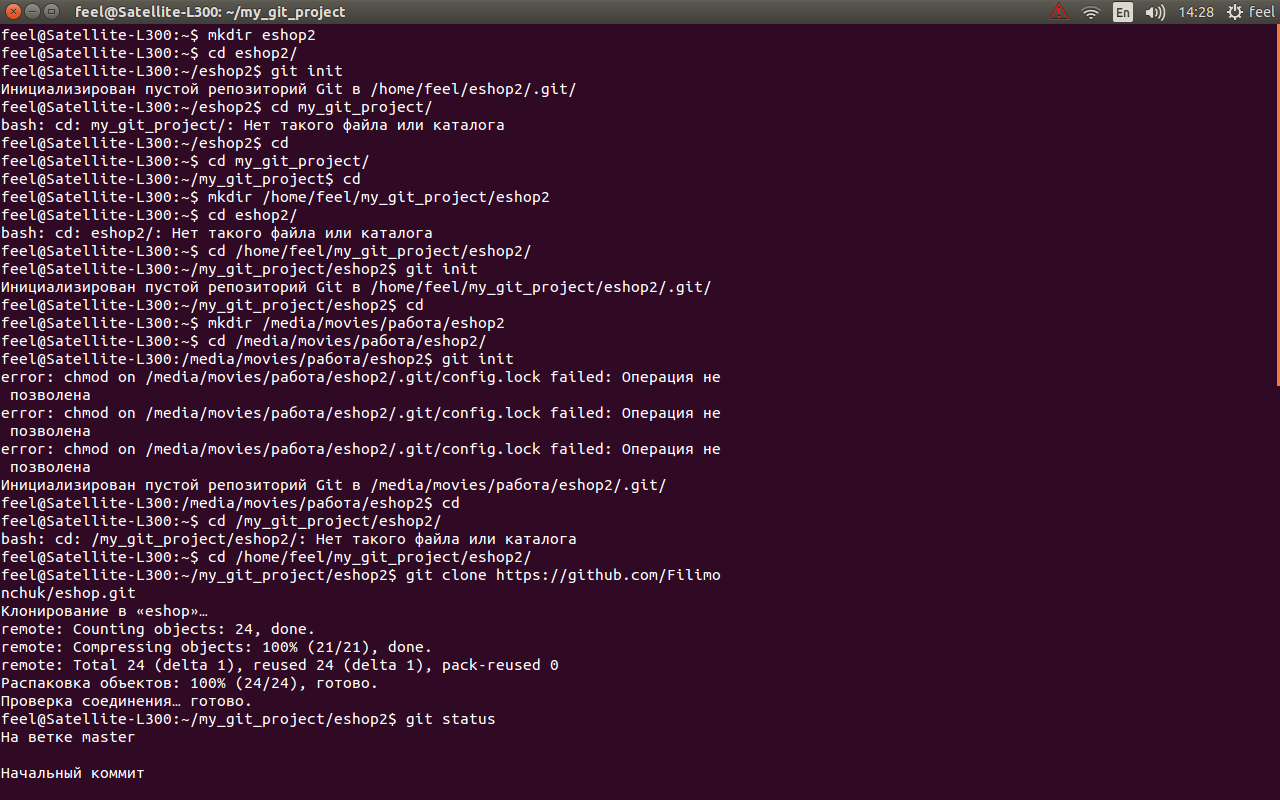 feel@Satellite-L300: ~/my_git_project
En
14:28
feel
feel@Satellite-L300:~$ mkdir eshop2
feel@Satellite-L300:~$ cd eshop2/
feel@Satellite-L300:~/eshop2$ git init
Инициализирован пустой репозиторий Git в /home/feel/eshop2/.git/
feel@Satellite-L300:~/eshop2$ cd my_git_project/
bash: cd: my_git_project/: Нет такого файла или каталога
feel@Satellite-L300:~/eshop2$ cd
feel@Satellite-L300:~$ cd my_git_project/
feel@Satellite-L300:~/my_git_project$ cd
feel@Satellite-L300:~$ mkdir /home/feel/my_git_project/eshop2
feel@Satellite-L300:~$ cd eshop2/
bash: cd: eshop2/: Нет такого файла или каталога
feel@Satellite-L300:~$ cd /home/feel/my_git_project/eshop2/
feel@Satellite-L300:~/my_git_project/eshop2$ git init
Инициализирован пустой репозиторий Git в /home/feel/my_git_project/eshop2/.git/
feel@Satellite-L300:~/my_git_project/eshop2$ cd
feel@Satellite-L300:~$ mkdir /media/movies/работа/eshop2
feel@Satellite-L300:~$ cd /media/movies/работа/eshop2/
feel@Satellite-L300:/media/movies/работа/eshop2$ git init
error: chmod on /media/movies/работа/eshop2/.git/config.lock failed: Операция не
позволена
error: chmod on /media/movies/работа/eshop2/.git/config.lock failed: Операция не
позволена
error: chmod on /media/movies/работа/eshop2/.git/config.lock failed: Операция не
позволена
Инициализирован пустой репозиторий Git в /media/movies/работа/eshop2/.git/
feel@Satellite-L300:/media/movies/работа/eshop2$ cd
feel@Satellite-L300:~$ cd /my_git_project/eshop2/
bash: cd: /my_git_project/eshop2/: Нет такого файла или каталога
feel@Satellite-L300:~$ cd /home/feel/my_git_project/eshop2/
feel@Satellite-L300:~/my_git_project/eshop2$ git clone https://github.com/Filimo
nchuk/eshop.git
Клонирование в «eshop»…
remote: Counting objects: 24, done.
remote: Compressing objects: 100% (21/21), done.
remote: Total 24 (delta 1), reused 24 (delta 1), pack-reused 0
Распаковка объектов: 100% (24/24), готово.
Проверка соединения… готово.
feel@Satellite-L300:~/my_git_project/eshop2$ git status
На ветке master
Начальный коммит